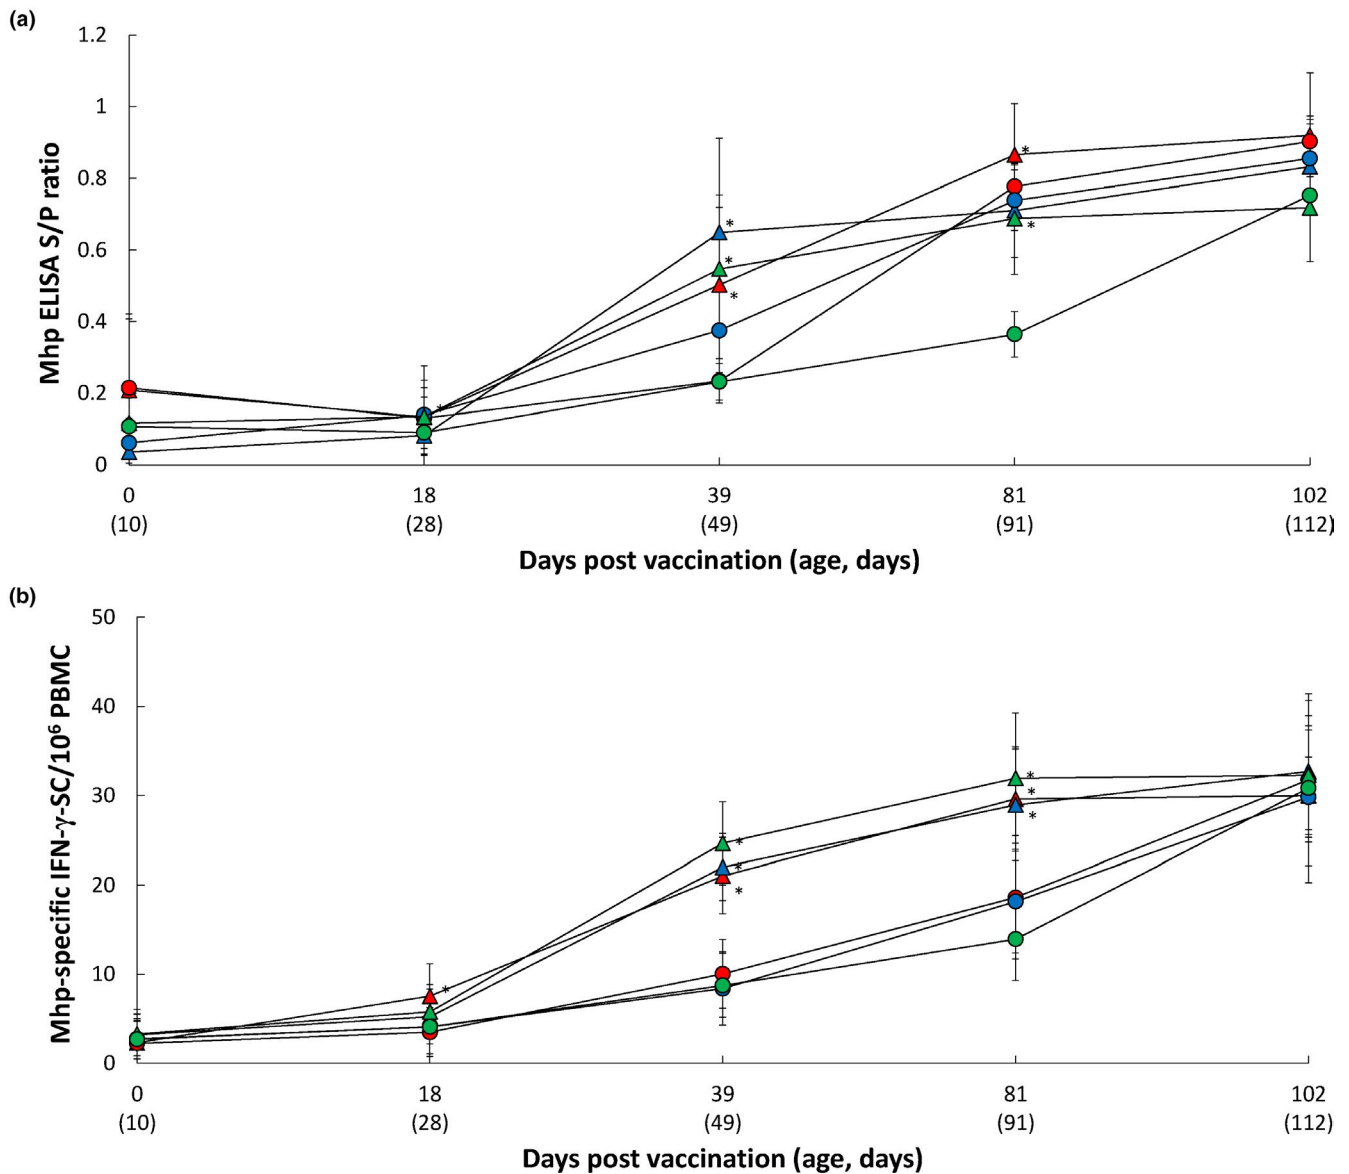 (a)
Mhp ELISA S/P ratio
1.2
1
0.8
0.6
0.4
0.2
0
* * * * * * *
0 18 39 81 102
(10) (28) (49) (91) (112)
Days post vaccination (age, days)
(b)
Mhp-specific IFN-γ-SC/10⁶ PBMC
50
40
30
20
10
0
* * * * * * *
0 18 39 81 102
(10) (28) (49) (91) (112)
Days post vaccination (age, days)